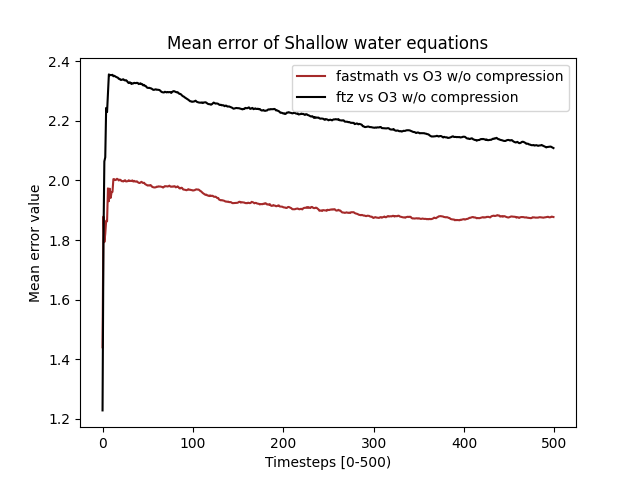 Mean error of Shallow water equations
fastmath vs O3 w/o compression
ftz vs O3 w/o compression
Mean error value
2.4
2.2
2.0
1.8
1.6
1.4
1.2
0 100 200 300 400 500
Timesteps [0-500)